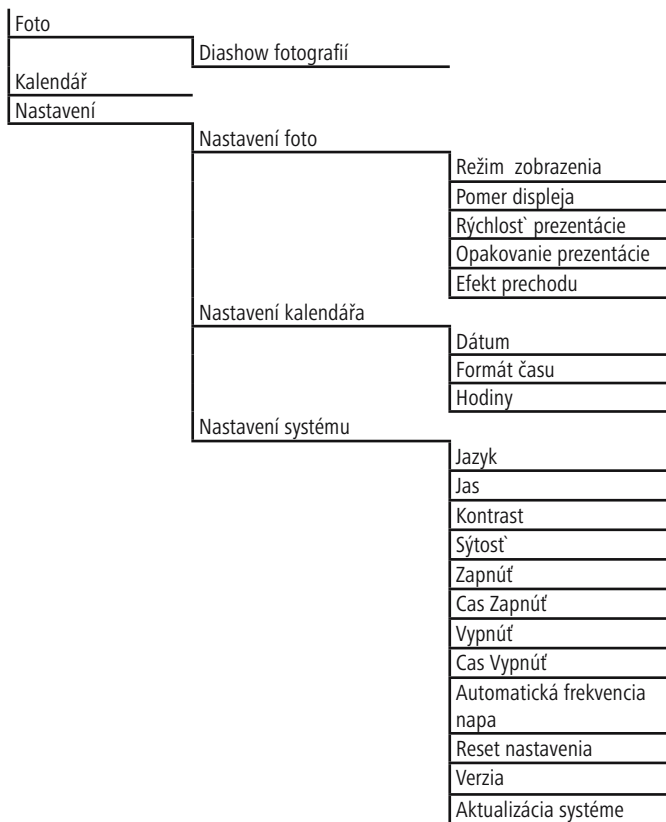 Foto
Diashow fotografií
Kalendář
Nastavení
Nastavení foto
Režim  zobrazenia
Pomer displeja
Rýchlost` prezentácie
Opakovanie prezentácie
Efekt prechodu
Nastavení kalendářa
Dátum
Formát času
Hodiny
Nastavení systému
Jazyk
Jas
Kontrast
Sýtost`
Zapnúť
Cas Zapnúť
Vypnúť
Cas Vypnúť
Automatická frekvencia
napa
Reset nastavenia
Verzia
Aktualizácia systéme